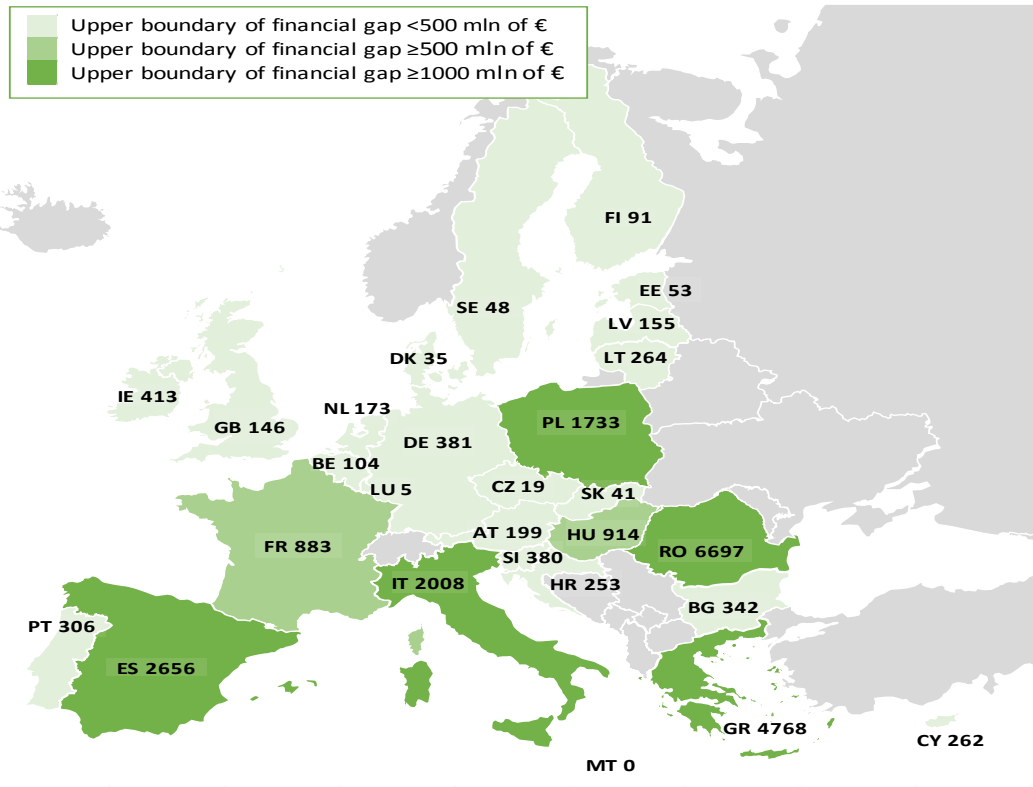 Upper boundary of financial gap <500 mln of €
Upper boundary of financial gap ≥500 mln of €
Upper boundary of financial gap ≥1000 mln of €
FI 91
EE 53
SE 48
LV 155
DK 35
LT 264
IE 413
NL 173
PL 1733
GB 146
DE 381
BE 104
CZ 19
LU 5
SK 41
AT 199
HU 914
FR 883
RO 6697
SI 380
IT 2008
HR 253
BG 342
PT 306
ES 2656
GR 4768
CY 262
MT 0